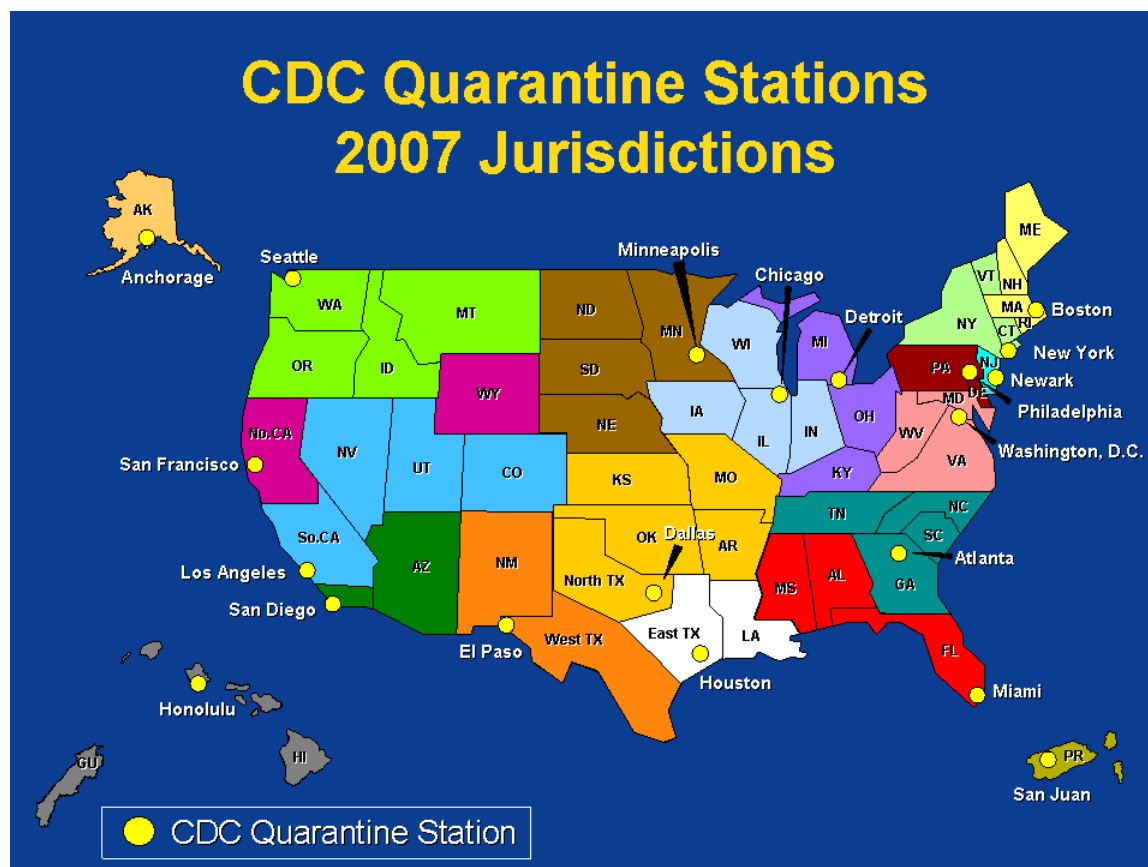 CDC Quarantine Stations
2007 Jurisdictions
AK
Anchorage
Seattle
Minneapolis
Chicago
Detroit
Boston
New York
Newark
Philadelphia
Washington, D.C.
San Francisco
Los Angeles
San Diego
El Paso
Dallas
Houston
Atlanta
Miami
Honolulu
San Juan
WA
MT
ND
MN
OR
ID
WY
SD
WI
MI
NY
VT
NH
ME
MA
RI
CT
PA
NJ
DE
MD
No.CA
NV
UT
CO
NE
IA
IL
IN
OH
WV
VA
KY
KS
MO
So.CA
AZ
NM
OK
AR
TN
NC
SC
GA
North TX
MS
AL
West TX
East TX
LA
FL
GU
HI
PR
CDC Quarantine Station